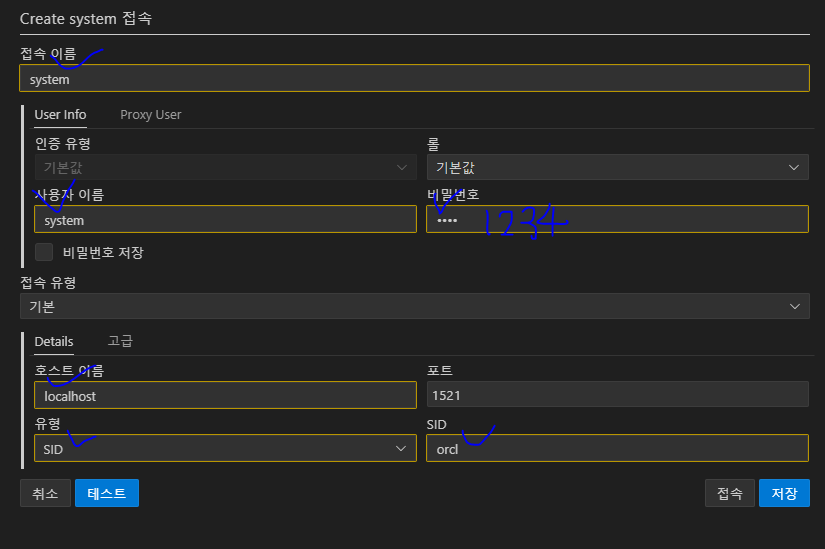 Create system 접속
접속 이름
system
User Info Proxy User
인증 유형 롤
기본값 기본값
사용자 이름 비밀번호
system •••• 1234
비밀번호 저장
접속 유형
기본
Details 고급
호스트 이름 포트
localhost 1521
유형 SID
SID orcl
취소 테스트 접속 저장